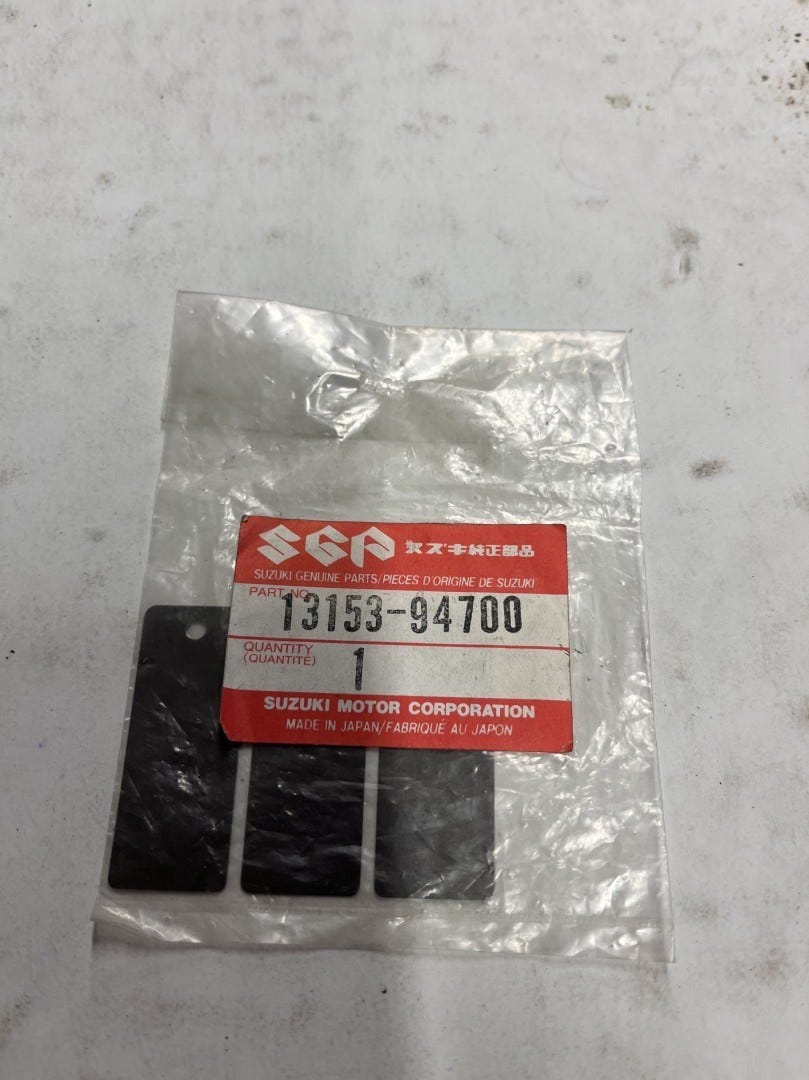 SGP スズキ純正部品
SUZUKI GENUINE PARTS/PIECES D'ORIGINE DE SUZUKI
PART NO.
13153-94700
QUANTITY
(QUANTITÉ)
1
SUZUKI MOTOR CORPORATION
MADE IN JAPAN/FABRIQUE AU JAPON